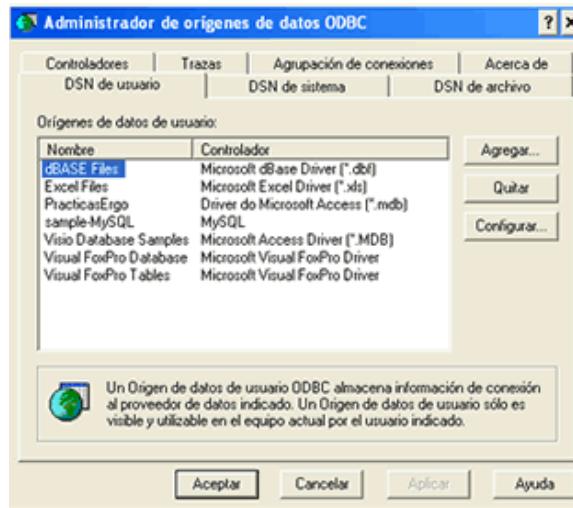 Administrador de orígenes de datos ODBC
Controladores Trazas Agrupación de conexiones Acerca de
DSN de usuario DSN de sistema DSN de archivo
Orígenes de datos de usuario:
Nombre Controlador
dBASE Files Microsoft dBase Driver (*.dbf)
Excel Files Microsoft Excel Driver (*.xls)
PracticasErgo Driver do Microsoft Access (*.mdb)
sample-MySQL MySQL
Visio Database Samples Microsoft Access Driver (*.MDB)
Visual FoxPro Database Microsoft Visual FoxPro Driver
Visual FoxPro Tables Microsoft Visual FoxPro Driver
Agregar...
Quitar
Configurar...
Un Origen de datos de usuario ODBC almacena información de conexión
al proveedor de datos indicado. Un Origen de datos de usuario sólo es
visible y utilizable en el equipo actual por el usuario indicado.
Aceptar Cancelar Aplicar Ayuda